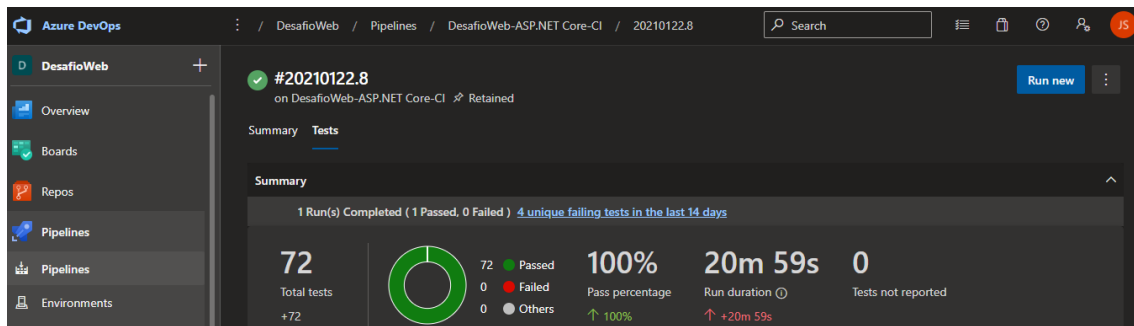 Azure DevOps
/ DesafioWeb / Pipelines / DesafioWeb-ASP.NET Core-CI / 20210122.8
Search
JS
D DesafioWeb +
Overview
Boards
Repos
Pipelines
Pipelines
Environments
#20210122.8
on DesafioWeb-ASP.NET Core-CI Retained
Run new
Summary Tests
Summary
1 Run(s) Completed ( 1 Passed, 0 Failed ) 4 unique failing tests in the last 14 days
72
Total tests
+72
72 Passed
0 Failed
0 Others
100%
Pass percentage
↑ 100%
20m 59s
Run duration
↑ +20m 59s
0
Tests not reported